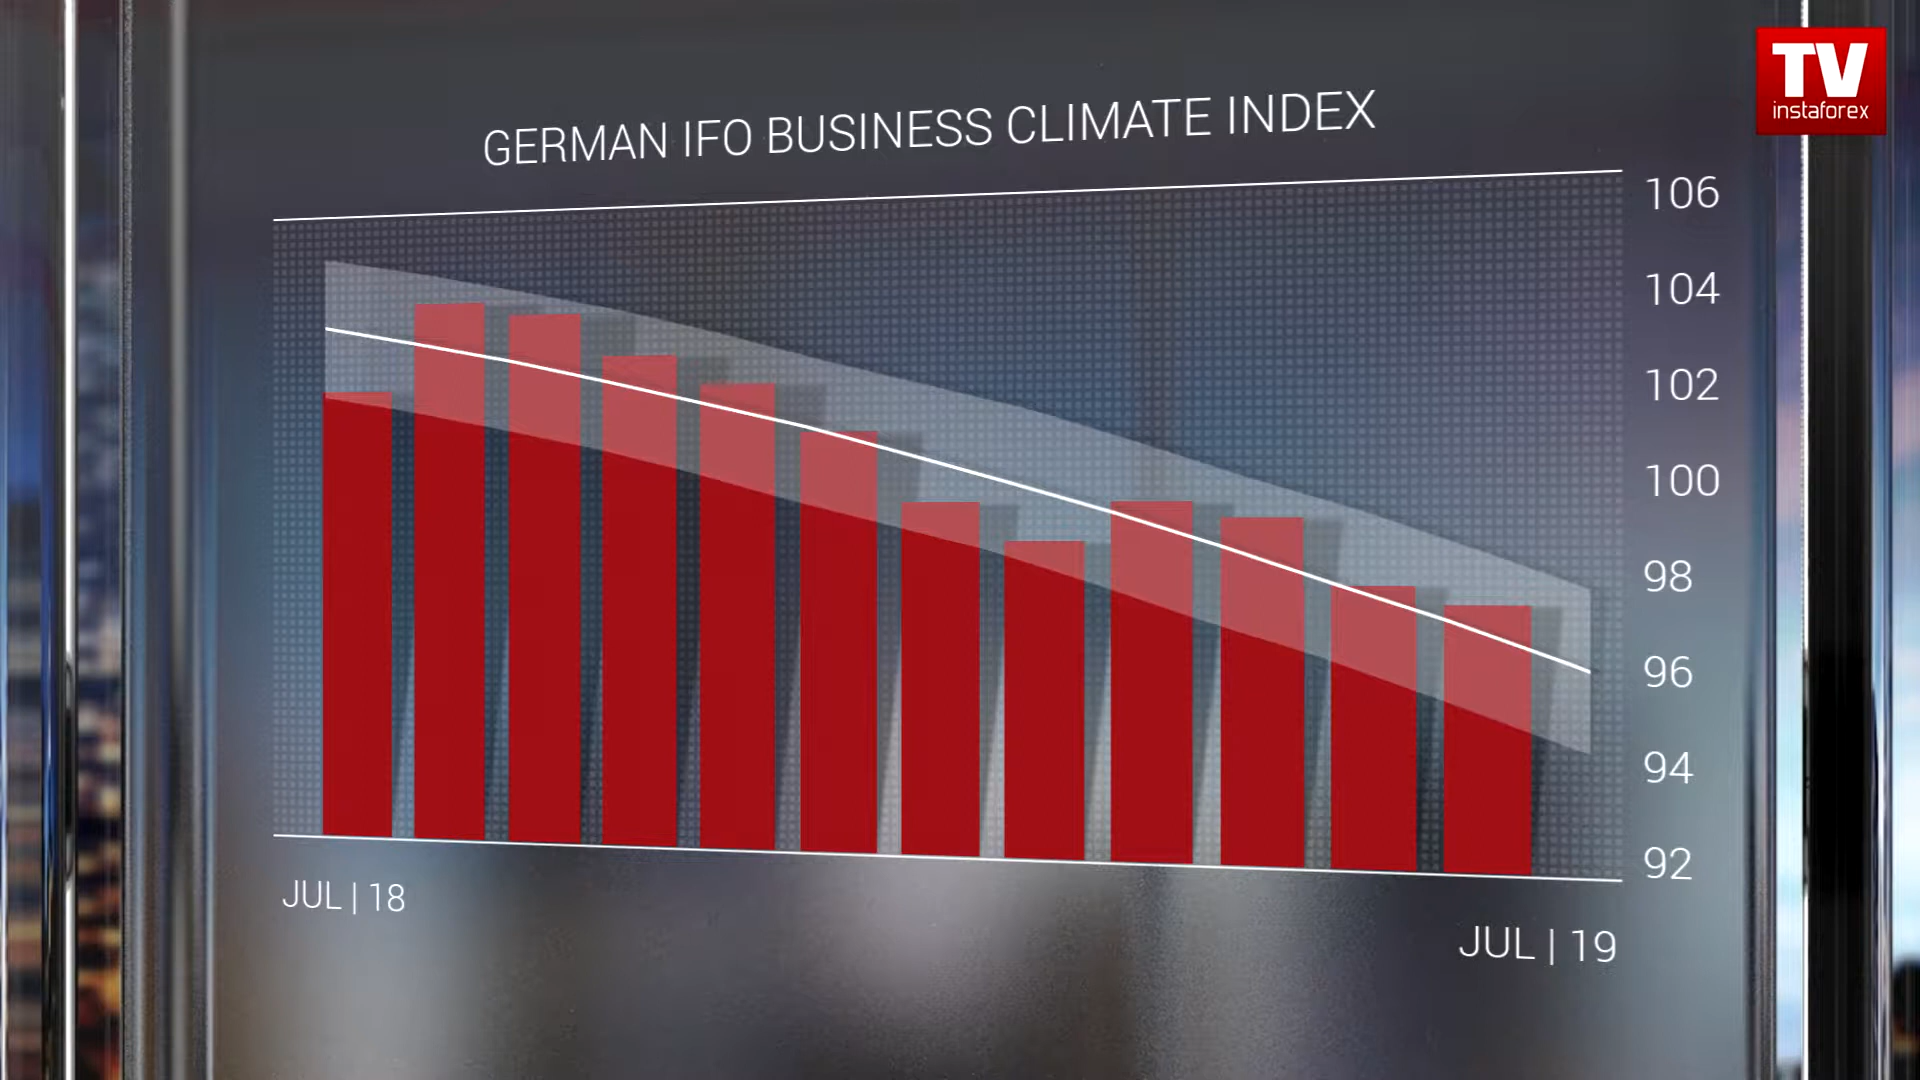 TV
instaforex
GERMAN IFO BUSINESS CLIMATE INDEX
106
104
102
100
98
96
94
92
JUL | 18
JUL | 19